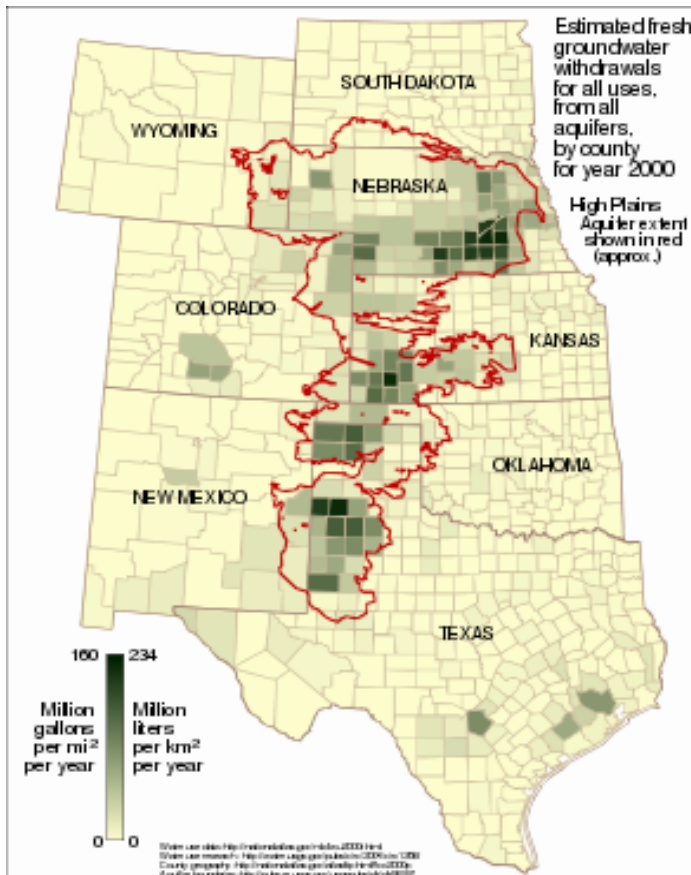 Estimated fresh
groundwater
withdrawals
for all uses,
from all
aquifers,
by county
for year 2000
High Plains
Aquifer extent
shown in red
(approx.)
SOUTH DAKOTA
WYOMING
NEBRASKA
COLORADO
KANSAS
OKLAHOMA
NEW MEXICO
TEXAS
160 234
Million
gallons
per mi²
per year
Million
liters
per km²
per year
0 0